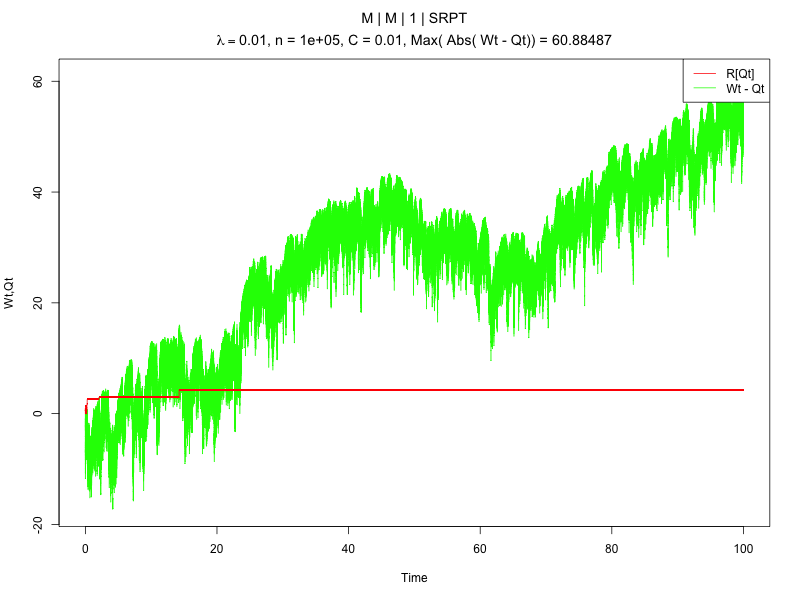 M | M | 1 | SRPT
λ = 0.01, n = 1e+05, C = 0.01, Max( Abs( Wt - Qt)) = 60.88487
R[Qt]
Wt - Qt
60
40
20
0
-20
Wt,Qt
0 20 40 60 80 100
Time